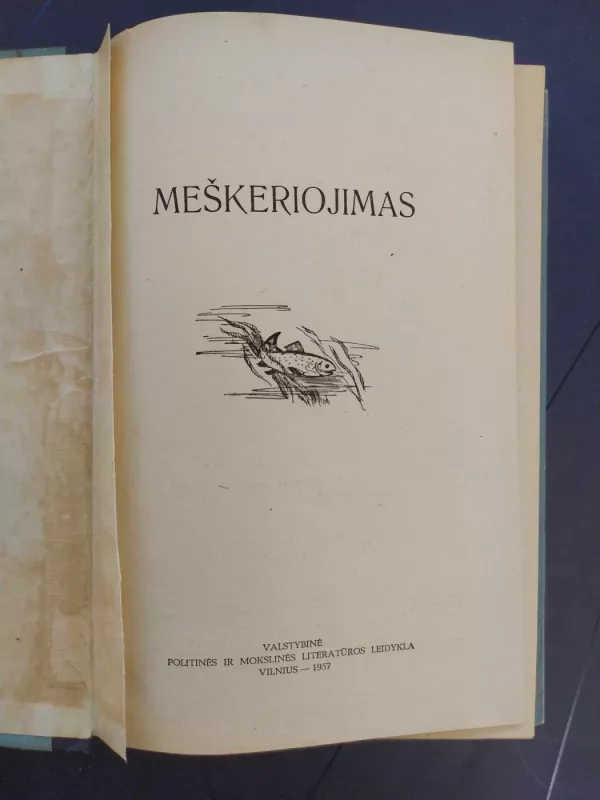 MEŠKERIOJIMAS
VALSTYBINĖ
POLITINĖS IR MOKSLINĖS LITERATŪROS LEIDYKLA
VILNIUS — 1957